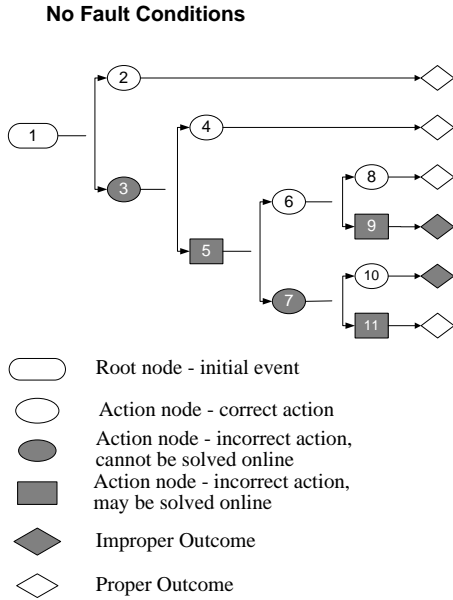 No Fault Conditions
2
1
4
3
8
6
9
5
10
7
11
Root node - initial event
Action node - correct action
Action node - incorrect action,
cannot be solved online
Action node - incorrect action,
may be solved online
Improper Outcome
Proper Outcome